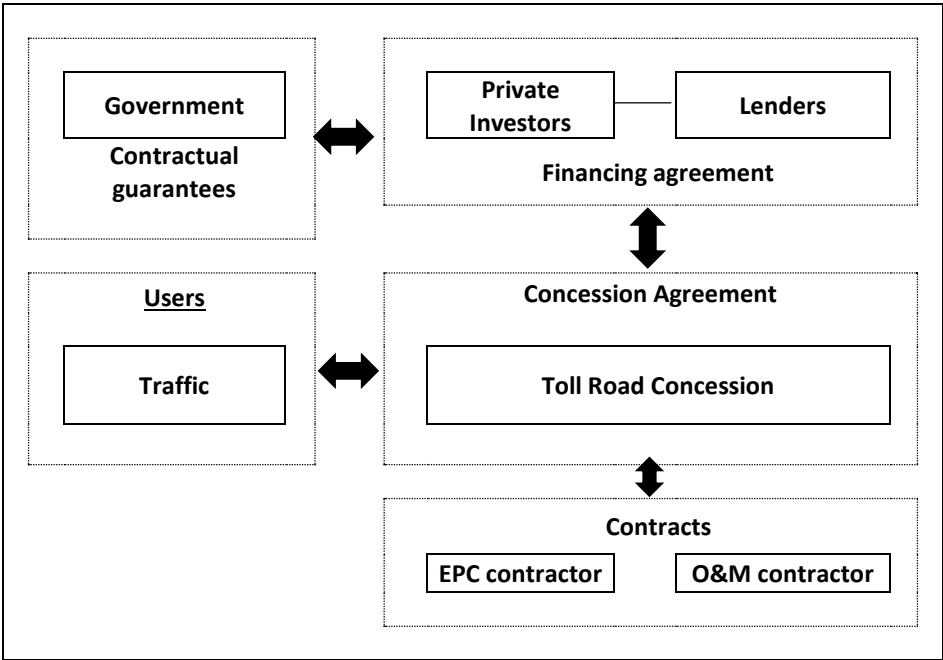 Government
Contractual
guarantees
Private
Investors
Lenders
Financing agreement
Users
Traffic
Concession Agreement
Toll Road Concession
Contracts
EPC contractor
O&M contractor